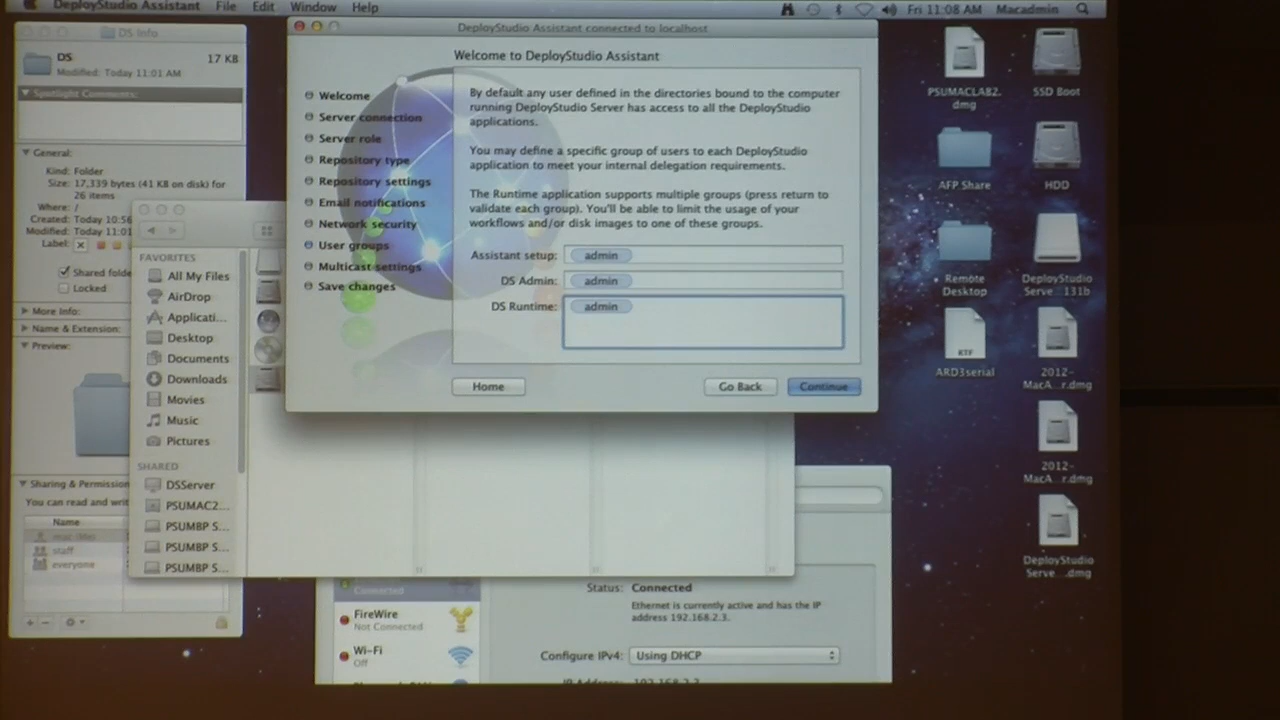 DeployStudio Assistant File Edit Window Help
Fri 11:08 AM Macadmin
DS Info
DS 17 KB
Modified: Today 11:01 AM
Spotlight Comments:
General:
Kind: Folder
Size: 17,339 bytes (41 KB on disk) for
26 items
Where: /
Created: Today 10:56
Modified: Today 11:01
Label:
Shared folde
Locked
More Info:
Name & Extension:
Preview:
Sharing & Permission
You can read and writ
Name
staff
everyone
FAVORITES
All My Files
AirDrop
Applicati...
Desktop
Documents
Downloads
Movies
Music
Pictures
SHARED
DSServer
PSUMAC2...
PSUMBP S...
PSUMBP S...
PSUMBP S...
DeployStudio Assistant connected to localhost
Welcome to DeployStudio Assistant
Welcome
Server connection
Server role
Repository type
Repository settings
Email notifications
Network security
User groups
Multicast settings
Save changes
By default any user defined in the directories bound to the computer
running DeployStudio Server has access to all the DeployStudio
applications.
You may define a specific group of users to each DeployStudio
application to meet your internal delegation requirements.
The Runtime application supports multiple groups (press return to
validate each group). You'll be able to limit the usage of your
workflows and/or disk images to one of these groups.
Assistant setup: admin
DS Admin: admin
DS Runtime: admin
Home Go Back Continue
Connected
FireWire
Not Connected
Wi-Fi
Off
Status: Connected
Ethernet is currently active and has the IP
address 192.168.2.3.
Configure IPv4: Using DHCP
IP Address: 192.168.2.3
PSUMACLAB2.
dmg
SSD Boot
AFP Share
HDD
Remote
Desktop
DeployStudio
Serve...131b
RTF
ARD3serial
2012-
MacA...r.dmg
2012-
MacA...r.dmg
DeployStudio
Serve...dmg